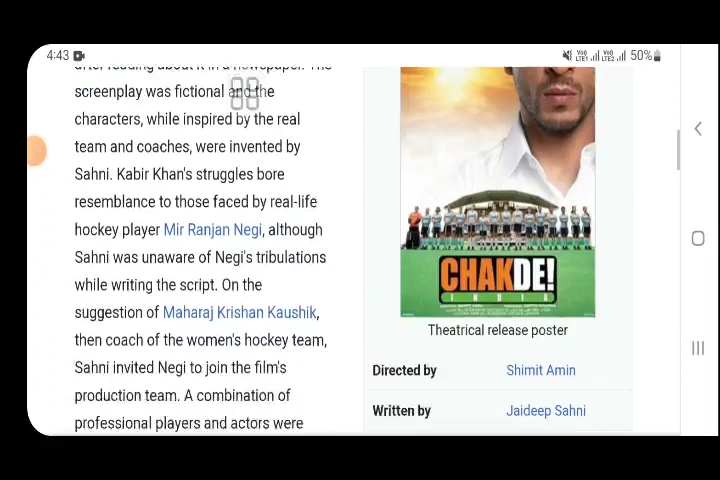 4:43
Vo) LTE1 Vo) LTE2 50%
screenplay was fictional and the
characters, while inspired by the real
team and coaches, were invented by
Sahni. Kabir Khan's struggles bore
resemblance to those faced by real-life
hockey player Mir Ranjan Negi, although
Sahni was unaware of Negi's tribulations
while writing the script. On the
suggestion of Maharaj Krishan Kaushik,
then coach of the women's hockey team,
Sahni invited Negi to join the film's
production team. A combination of
professional players and actors were
CHAKDE!
INDIA
Theatrical release poster
Directed by Shimit Amin
Written by Jaideep Sahni